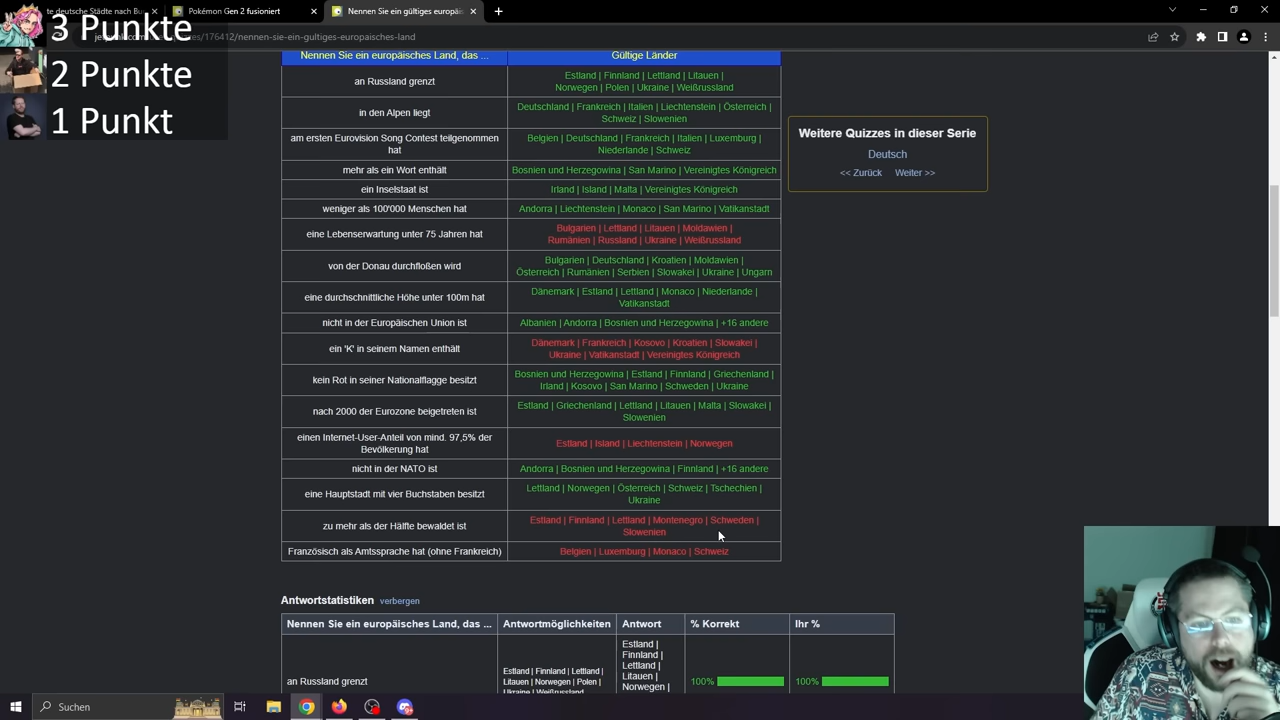 te deutsche Städte nach Bu
Pokémon Gen 2 fusioniert
Nennen Sie ein gültiges europäis
3 Punkte
2 Punkte
1 Punkt
/176412/nennen-sie-ein-gultiges-europaisches-land
Nennen Sie ein europäisches Land, das ...
Gültige Länder
an Russland grenzt
Estland | Finnland | Lettland | Litauen |
Norwegen | Polen | Ukraine | Weißrussland
in den Alpen liegt
Deutschland | Frankreich | Italien | Liechtenstein | Österreich |
Schweiz | Slowenien
am ersten Eurovision Song Contest teilgenommen
hat
Belgien | Deutschland | Frankreich | Italien | Luxemburg |
Niederlande | Schweiz
mehr als ein Wort enthält
Bosnien und Herzegowina | San Marino | Vereinigtes Königreich
ein Inselstaat ist
Irland | Island | Malta | Vereinigtes Königreich
weniger als 100'000 Menschen hat
Andorra | Liechtenstein | Monaco | San Marino | Vatikanstadt
eine Lebenserwartung unter 75 Jahren hat
Bulgarien | Lettland | Litauen | Moldawien |
Rumänien | Russland | Ukraine | Weißrussland
von der Donau durchfloßen wird
Bulgarien | Deutschland | Kroatien | Moldawien |
Österreich | Rumänien | Serbien | Slowakei | Ukraine | Ungarn
eine durchschnittliche Höhe unter 100m hat
Dänemark | Estland | Lettland | Monaco | Niederlande |
Vatikanstadt
nicht in der Europäischen Union ist
Albanien | Andorra | Bosnien und Herzegowina | +16 andere
ein 'K' in seinem Namen enthält
Dänemark | Frankreich | Kosovo | Kroatien | Slowakei |
Ukraine | Vatikanstadt | Vereinigtes Königreich
kein Rot in seiner Nationalflagge besitzt
Bosnien und Herzegowina | Estland | Finnland | Griechenland |
Irland | Kosovo | San Marino | Schweden | Ukraine
nach 2000 der Eurozone beigetreten ist
Estland | Griechenland | Lettland | Litauen | Malta | Slowakei |
Slowenien
einen Internet-User-Anteil von mind. 97,5% der
Bevölkerung hat
Estland | Island | Liechtenstein | Norwegen
nicht in der NATO ist
Andorra | Bosnien und Herzegowina | Finnland | +16 andere
eine Hauptstadt mit vier Buchstaben besitzt
Lettland | Norwegen | Österreich | Schweiz | Tschechien |
Ukraine
zu mehr als der Hälfte bewaldet ist
Estland | Finnland | Lettland | Montenegro | Schweden |
Slowenien
Französisch als Amtssprache hat (ohne Frankreich)
Belgien | Luxemburg | Monaco | Schweiz
Weitere Quizzes in dieser Serie
Deutsch
<< Zurück
Weiter >>
Antwortstatistiken
verbergen
Nennen Sie ein europäisches Land, das ...
Antwortmöglichkeiten
Antwort
% Korrekt
Ihr %
an Russland grenzt
Estland | Finnland | Lettland |
Litauen | Norwegen | Polen |
Ukraine | Weißrussland
Estland |
Finnland |
Lettland |
Litauen |
Norwegen |
100%
100%
Suchen